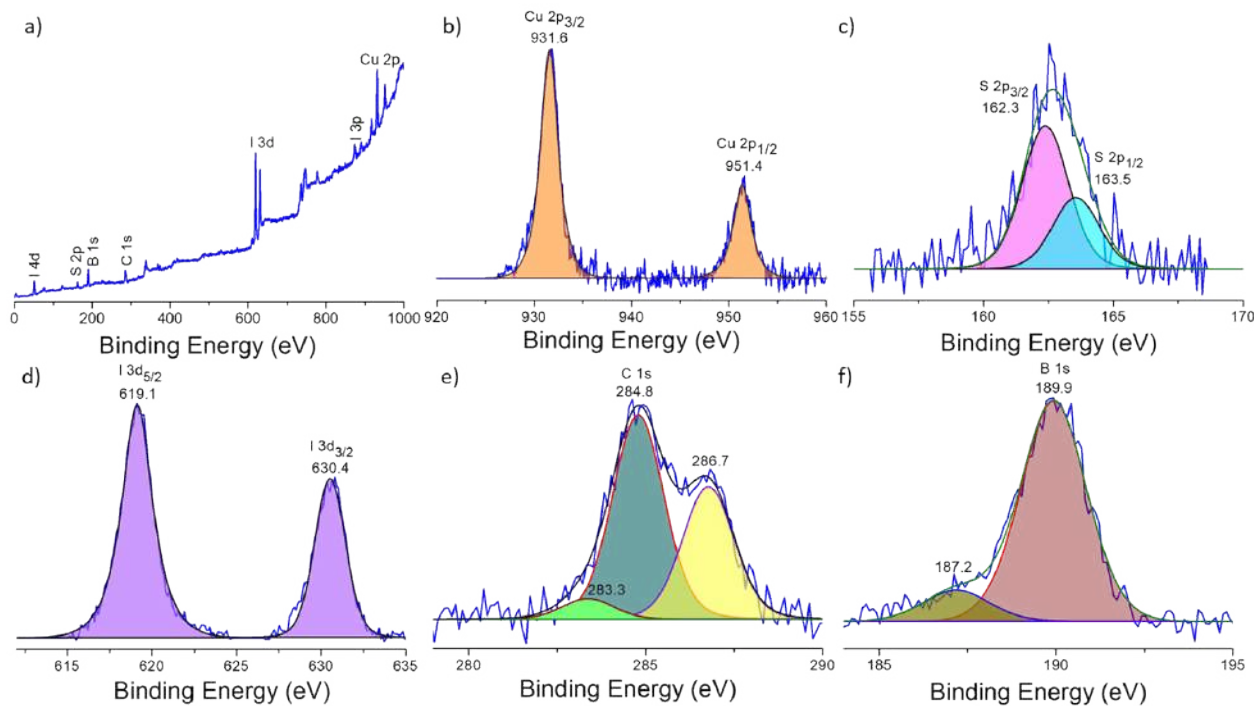 a)
I 4d
S 2p
B 1s
C 1s
I 3d
I 3p
Cu 2p
0 200 400 600 800 1000
Binding Energy (eV)
b)
Cu 2p3/2
931.6
Cu 2p1/2
951.4
920 930 940 950 960
Binding Energy (eV)
c)
S 2p3/2
162.3
S 2p1/2
163.5
155 160 165 170
Binding Energy (eV)
d)
I 3d5/2
619.1
I 3d3/2
630.4
615 620 625 630 635
Binding Energy (eV)
e)
C 1s
284.8
286.7
283.3
280 285 290
Binding Energy (eV)
f)
B 1s
189.9
187.2
185 190 195
Binding Energy (eV)